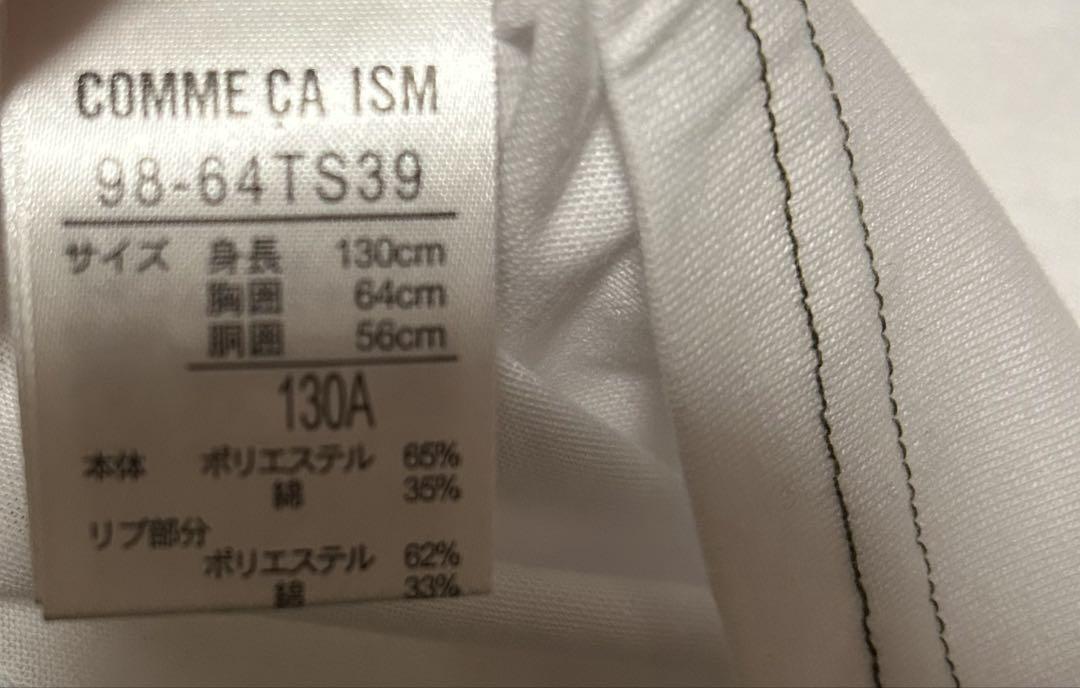 COMME ÇA ISM
98-64TS39
サイズ 身長 130cm
胸囲 64cm
胴囲 56cm
130A
本体 ポリエステル 65%
綿 35%
リブ部分
ポリエステル 62%
綿 33%